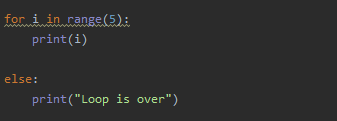 for i in range(5):
    print(i)

else:
    print("Loop is over")